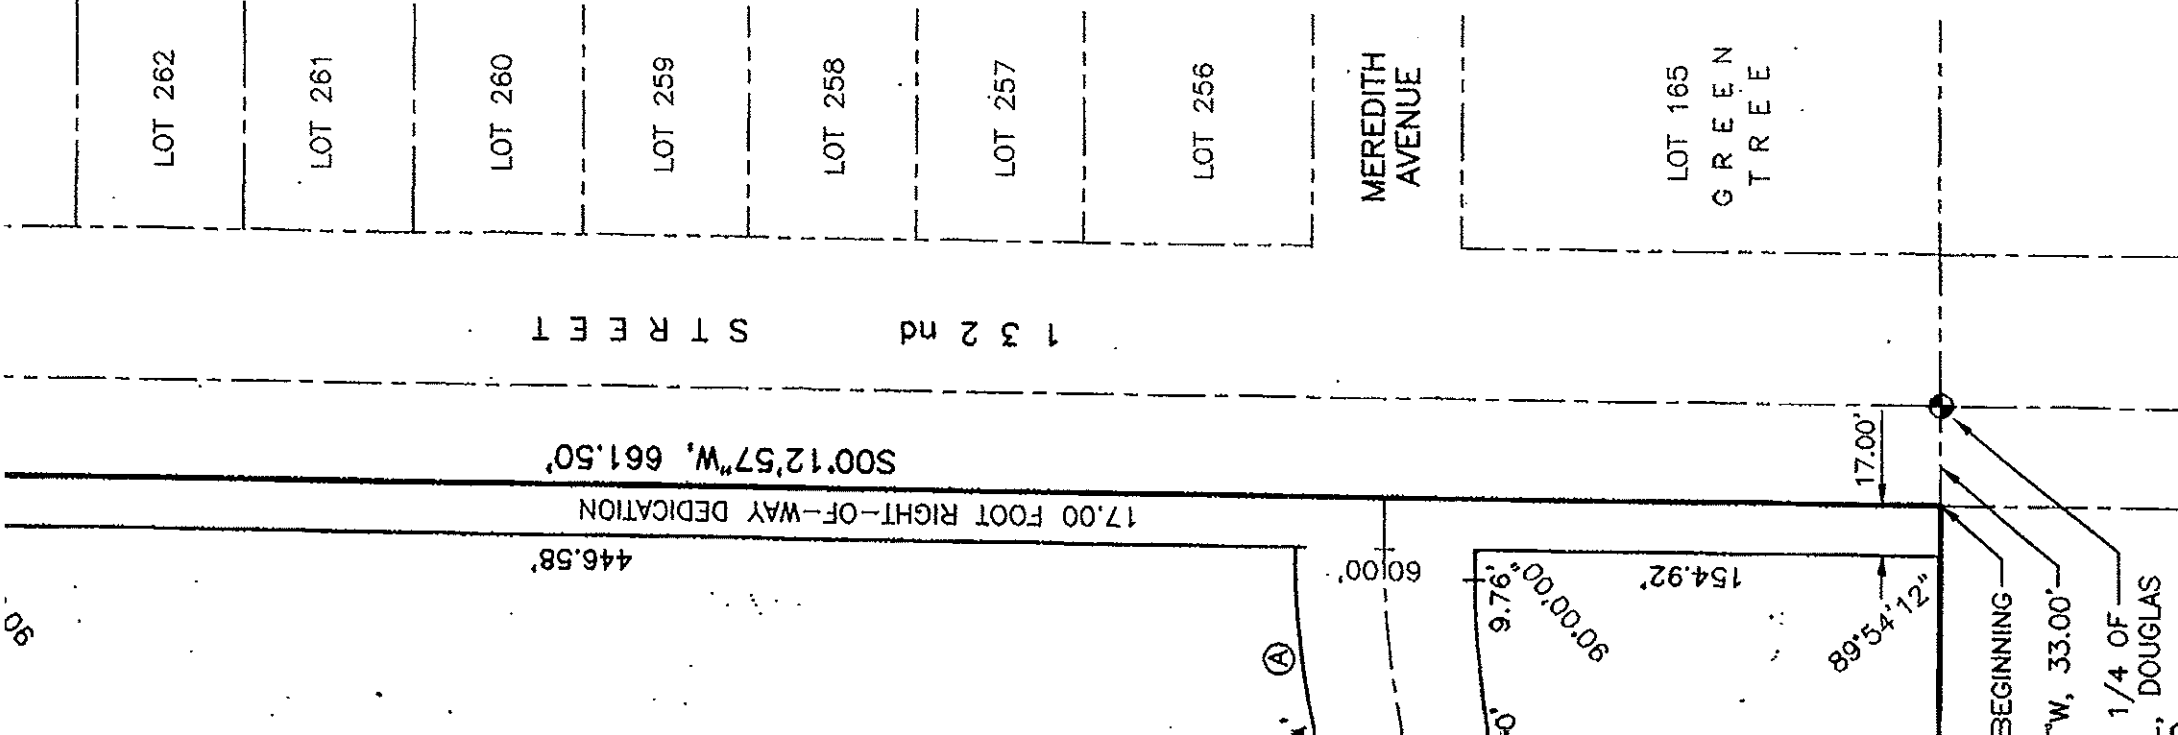 LOT 262
LOT 261
LOT 260
LOT 259
LOT 258
LOT 257
LOT 256
MEREDITH
AVENUE
LOT 165
GREEN
TREE
132nd STREET
S00°12'57"W, 661.50'
17.00 FOOT RIGHT-OF-WAY DEDICATION
446.58'
60.00'
154.92'
17.00'
9.76'
90°00'00"
89°54'12"
A
90
BEGINNING
"W, 33.00'
1/4 OF
DOUGLAS